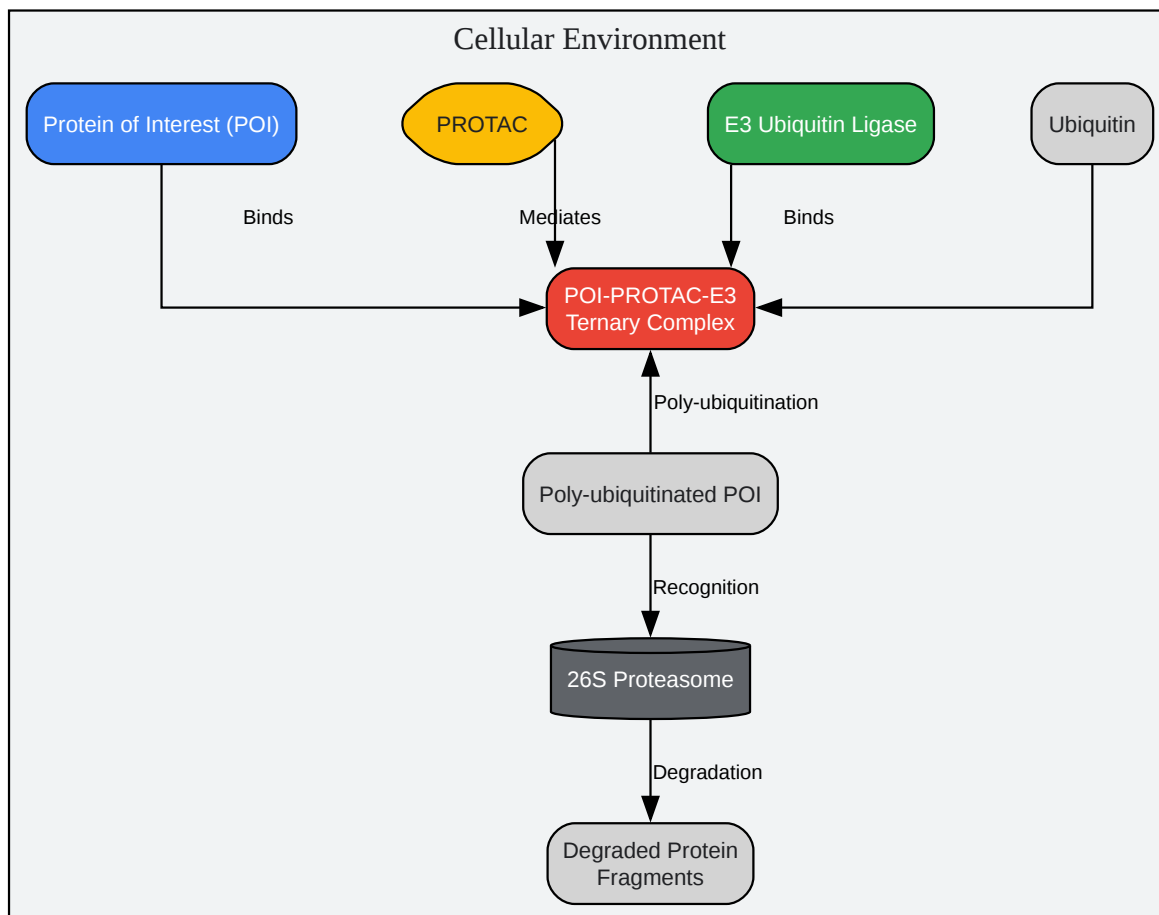 Cellular Environment
Protein of Interest (POI)
PROTAC
E3 Ubiquitin Ligase
Ubiquitin
Binds
Mediates
Binds
POI-PROTAC-E3
Ternary Complex
Poly-ubiquitination
Poly-ubiquitinated POI
Recognition
26S Proteasome
Degradation
Degraded Protein
Fragments